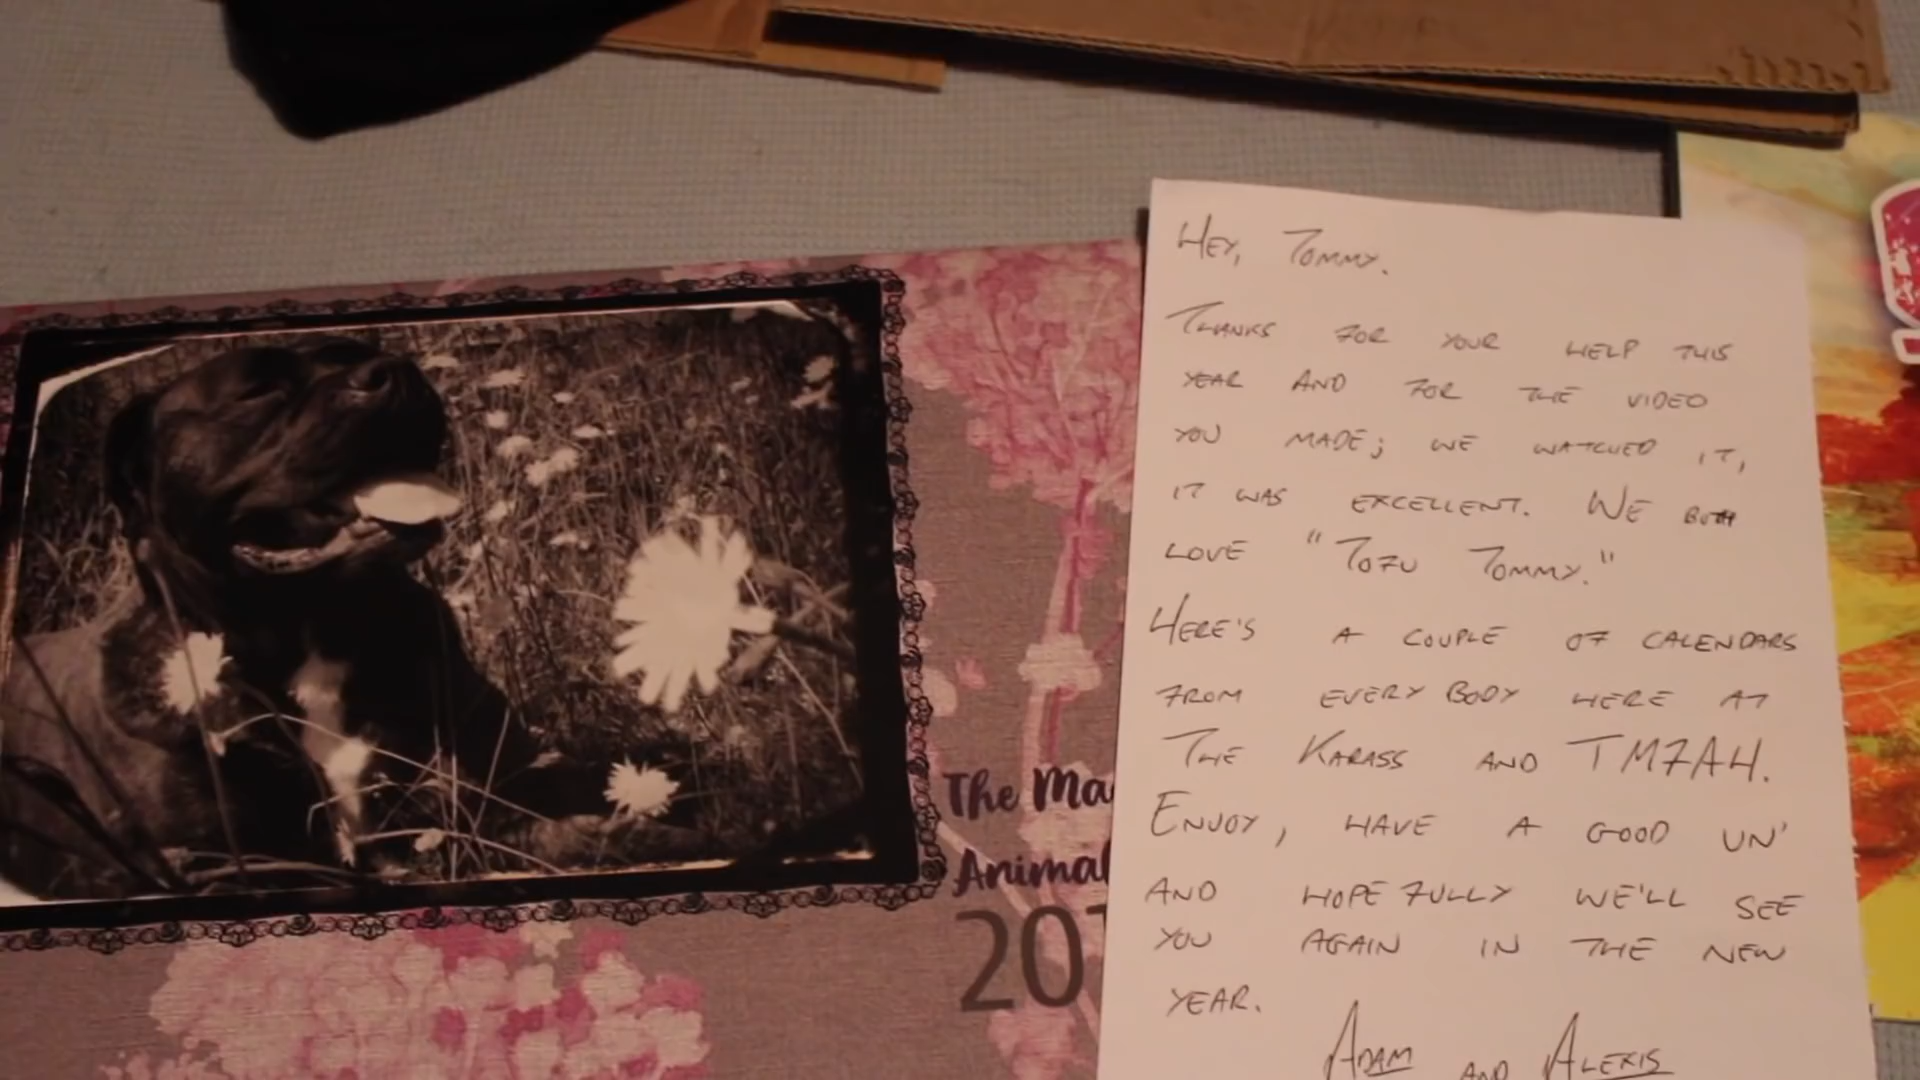 Hey, Tommy.
Thanks for your help this
year and for the video
you made; we watched it,
it was excellent. We both
love "Tofu Tommy."
Here's a couple of calendars
from every body here at
The Karass and TMFAH.
Enjoy, have a good un'
and hopefully we'll see
you again in the new
year.
Adam and Alexis
The Ma
Animal
20